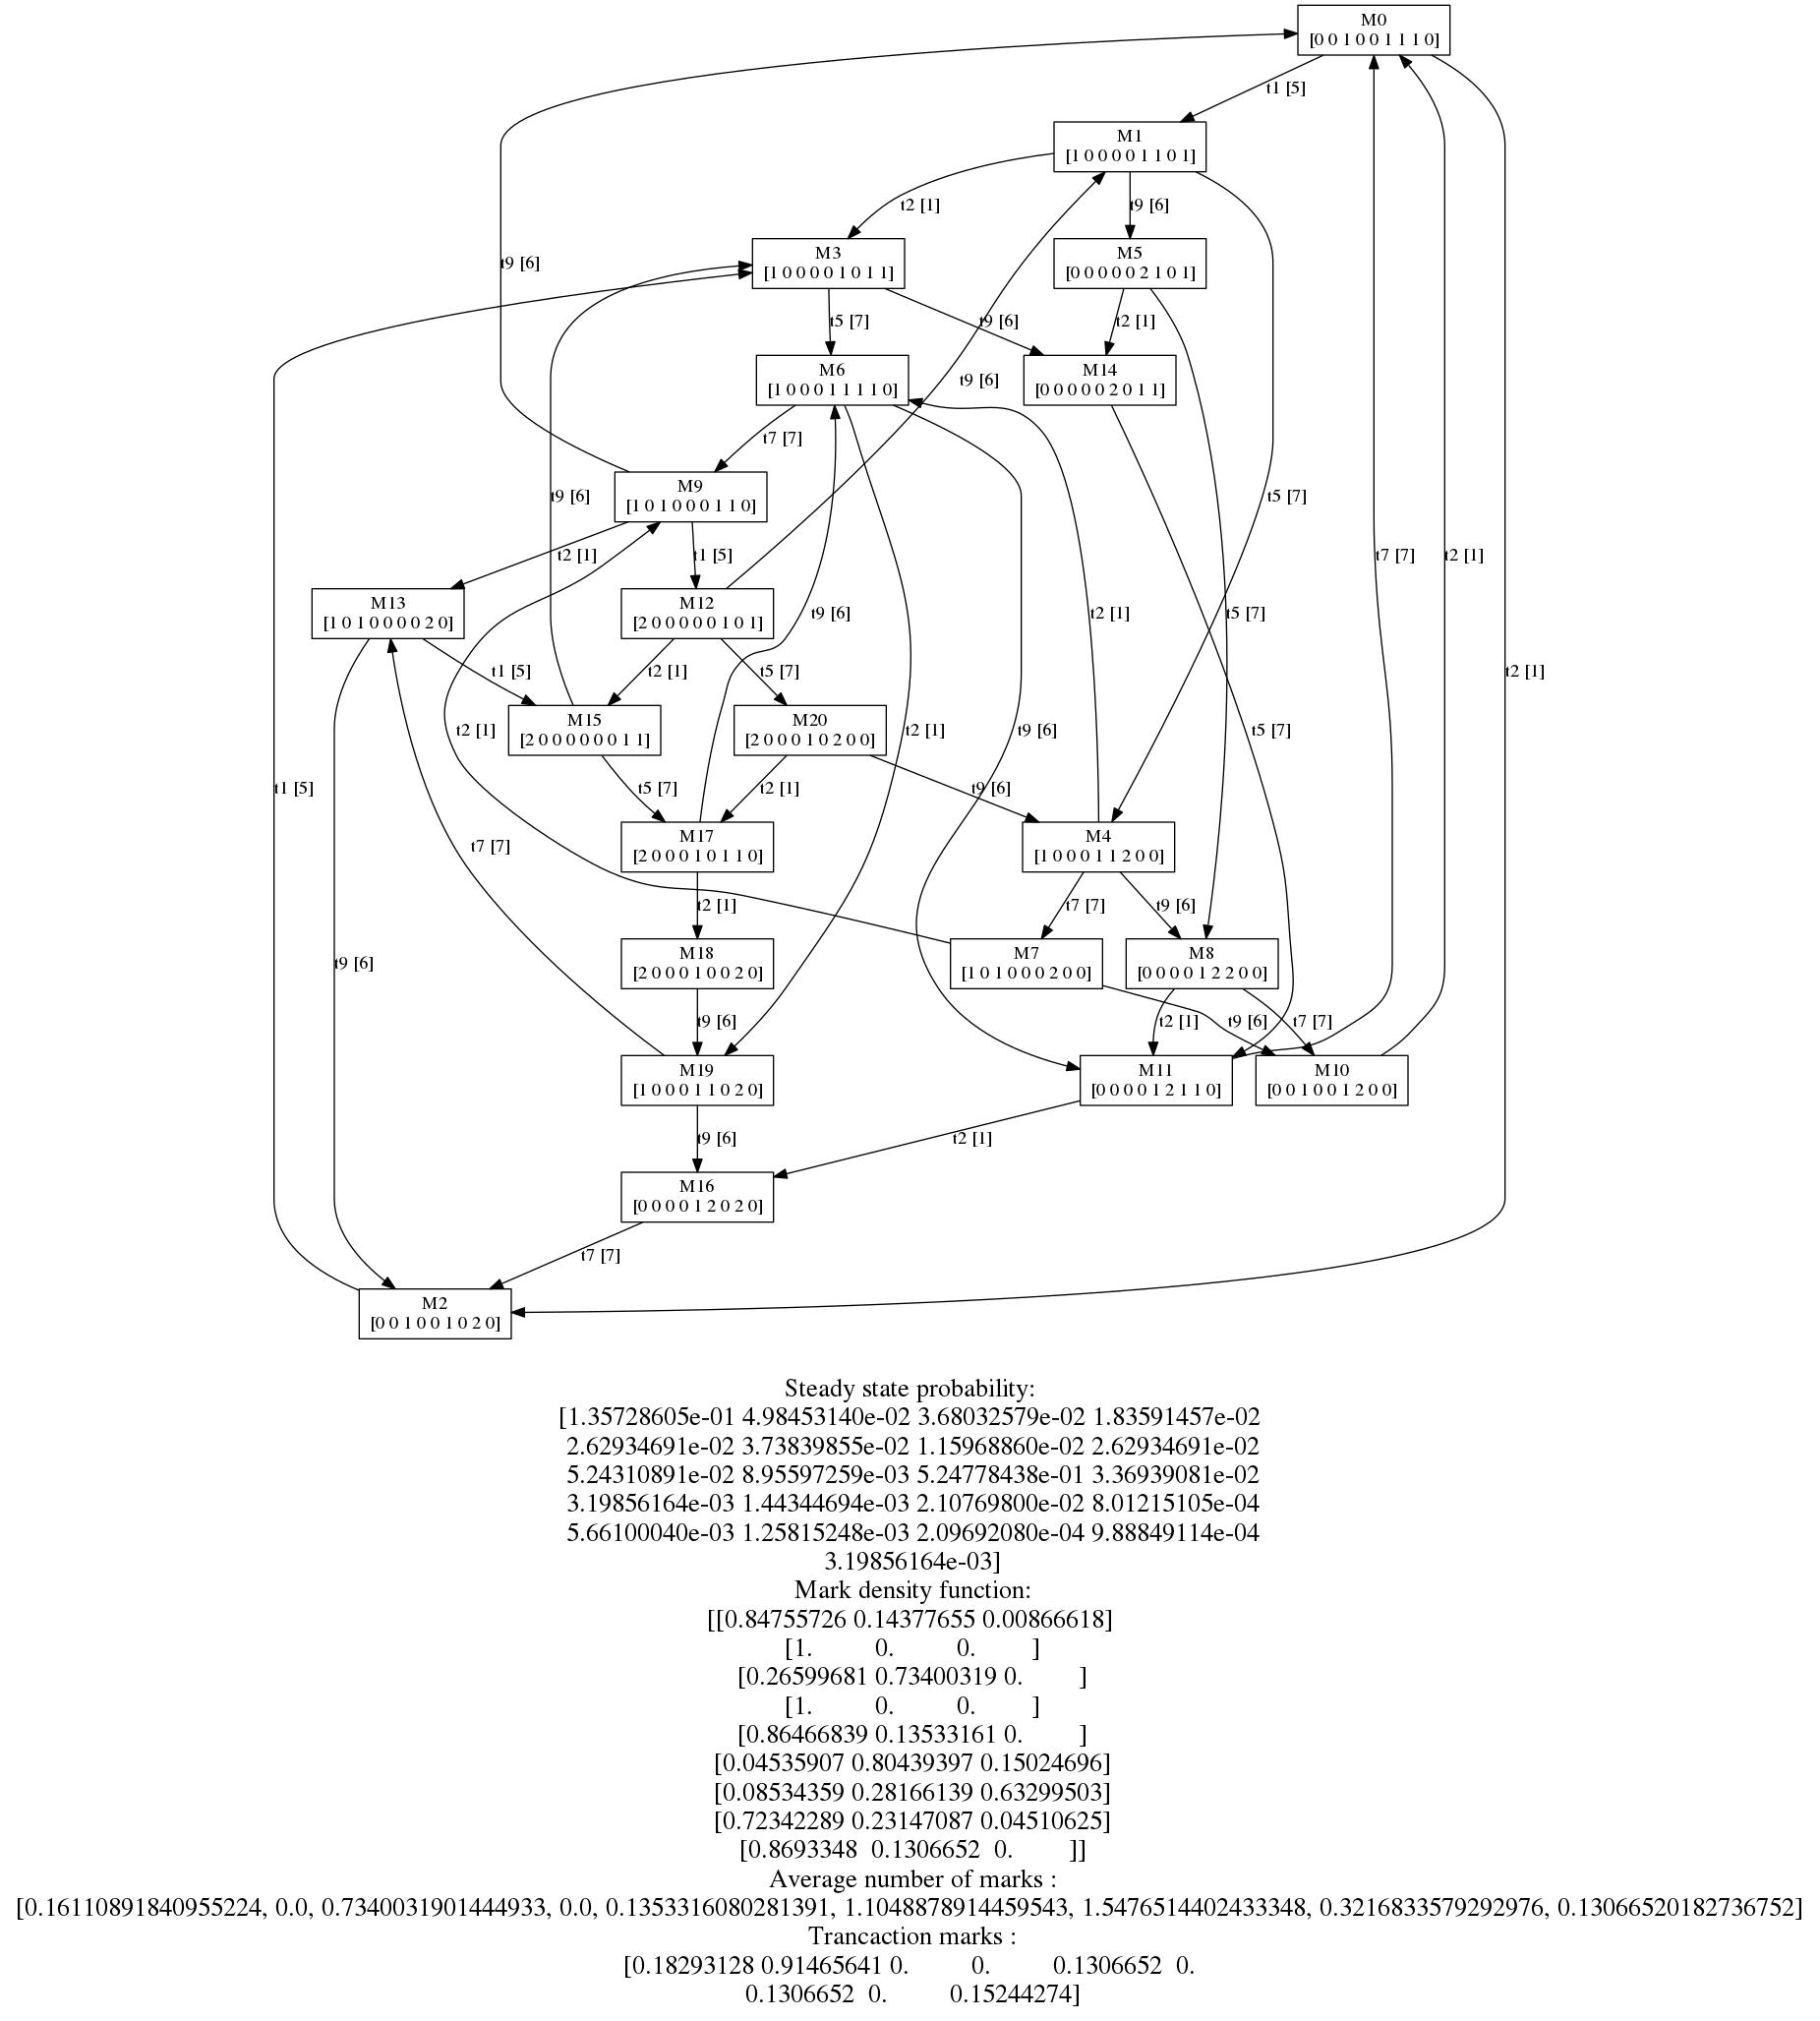 M0
[0 0 1 0 0 1 1 1 0]
t1 [5]
M1
[1 0 0 0 0 1 1 0 1]
t2 [1]
t9 [6]
t9 [6]
M3
[1 0 0 0 0 1 0 1 1]
M5
[0 0 0 0 0 2 1 0 1]
t5 [7]
t9 [6]
t2 [1]
M6
[1 0 0 0 1 1 1 1 0]
M14
[0 0 0 0 0 2 0 1 1]
t9 [6]
t7 [7]
M9
[1 0 1 0 0 0 1 1 0]
t9 [6]
t5 [7]
t2 [1]
t1 [5]
t7 [7]
t2 [1]
M13
[1 0 1 0 0 0 0 2 0]
M12
[2 0 0 0 0 0 1 0 1]
t9 [6]
t2 [1]
t5 [7]
t1 [5]
t2 [1]
t5 [7]
t2 [1]
M15
[2 0 0 0 0 0 0 1 1]
M20
[2 0 0 0 1 0 2 0 0]
t2 [1]
t2 [1]
t9 [6]
t5 [7]
t1 [5]
t5 [7]
t2 [1]
t9 [6]
M17
[2 0 0 0 1 0 1 1 0]
M4
[1 0 0 0 1 1 2 0 0]
t7 [7]
t2 [1]
t7 [7]
t9 [6]
M18
[2 0 0 0 1 0 0 2 0]
M7
[1 0 1 0 0 0 2 0 0]
M8
[0 0 0 0 1 2 2 0 0]
t9 [6]
t9 [6]
t2 [1]
t9 [6]
t7 [7]
M19
[1 0 0 0 1 1 0 2 0]
M11
[0 0 0 0 1 2 1 1 0]
M10
[0 0 1 0 0 1 2 0 0]
t9 [6]
t2 [1]
M16
[0 0 0 0 1 2 0 2 0]
t7 [7]
M2
[0 0 1 0 0 1 0 2 0]
Steady state probability:
[1.35728605e-01 4.98453140e-02 3.68032579e-02 1.83591457e-02
2.62934691e-02 3.73839855e-02 1.15968860e-02 2.62934691e-02
5.24310891e-02 8.95597259e-03 5.24778438e-01 3.36939081e-02
3.19856164e-03 1.44344694e-03 2.10769800e-02 8.01215105e-04
5.66100040e-03 1.25815248e-03 2.09692080e-04 9.88849114e-04
3.19856164e-03]
Mark density function:
[[0.84755726 0.14377655 0.00866618]
[1. 0. 0. ]
[0.26599681 0.73400319 0. ]
[1. 0. 0. ]
[0.86466839 0.13533161 0. ]
[0.04535907 0.80439397 0.15024696]
[0.08534359 0.28166139 0.63299503]
[0.72342289 0.23147087 0.04510625]
[0.8693348 0.1306652 0. ]]
Average number of marks :
[0.16110891840955224, 0.0, 0.7340031901444933, 0.0, 0.1353316080281391, 1.1048878914459543, 1.5476514402433348, 0.3216833579292976, 0.13066520182736752]
Trancaction marks :
[0.18293128 0.91465641 0. 0. 0.1306652 0.
0.1306652 0. 0.15244274]